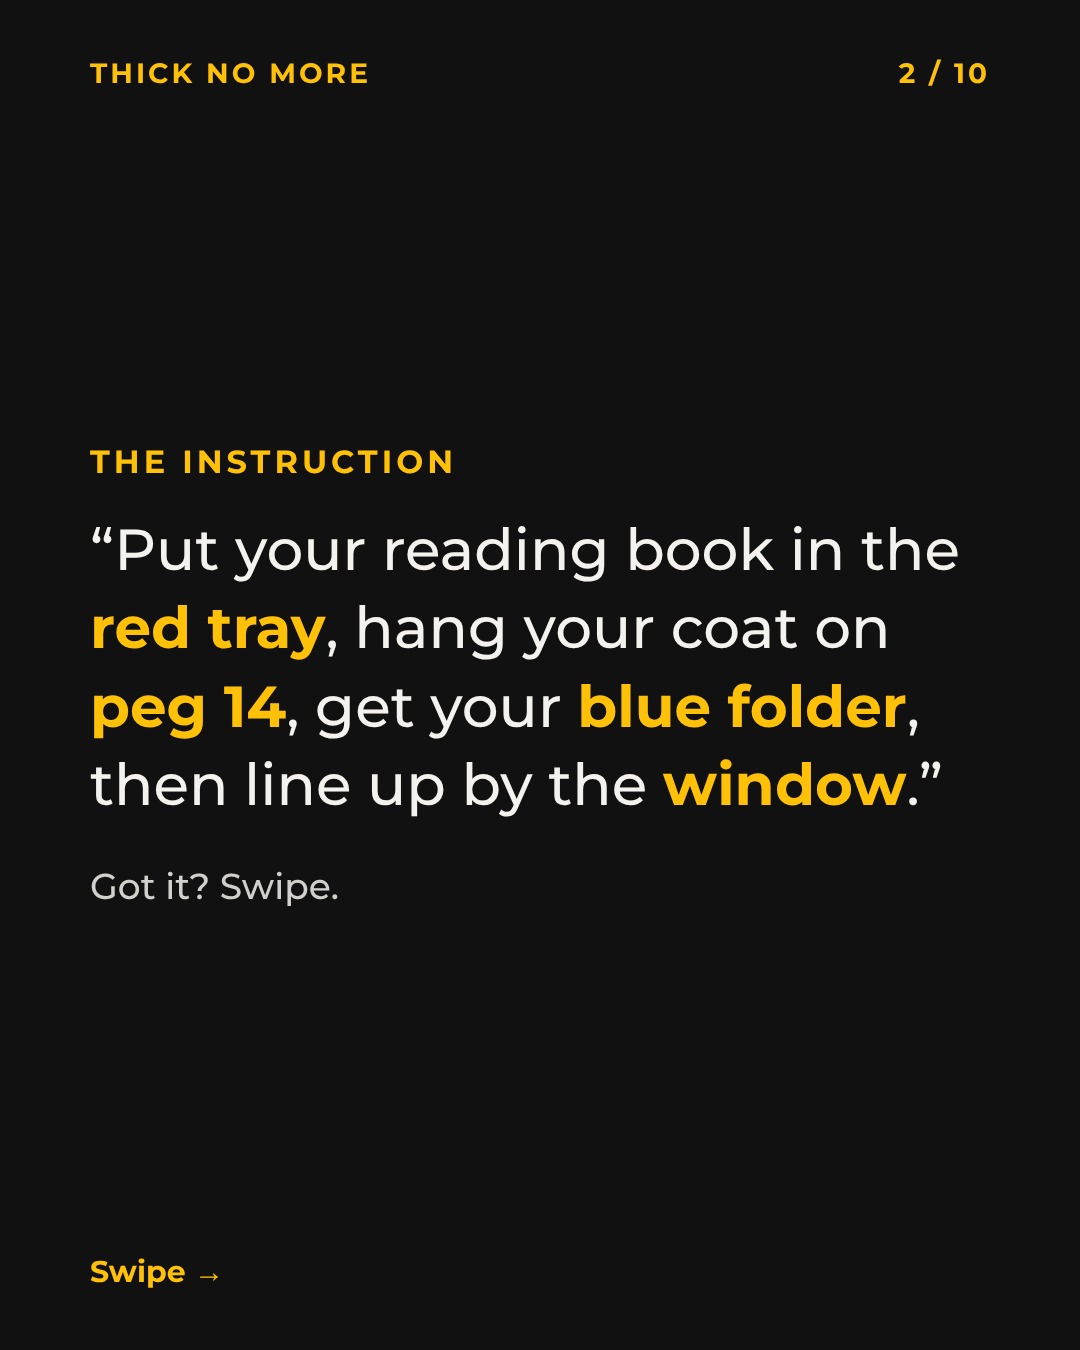 THICK NO MORE
2 / 10
THE INSTRUCTION
“Put your reading book in the
red tray, hang your coat on
peg 14, get your blue folder,
then line up by the window.”
Got it? Swipe.
Swipe →